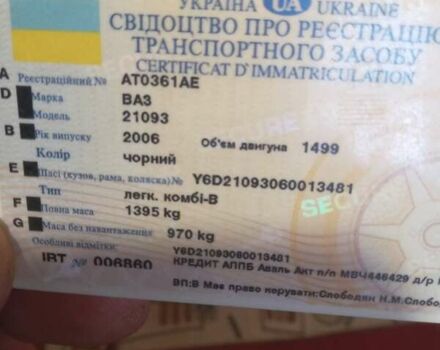 УКРАЇНА UA UKRAINE
СВІДОЦТВО ПРО РЕЄСТРАЦІЮ
ТРАНСПОРТНОГО ЗАСОБУ
CERTIFICAT D'IMMATRICULATION
A Реєстраційний № АТ0361АЕ
D Марка ВАЗ
Модель 21093
B Рік випуску 2006 Об'єм двигуна 1499
Колір чорний
E Шасі (кузов, рама, коляска) № Y6D21093060013481
Тип легк. комбі-В
F Повна маса 1395 kg
G Маса без навантаження 970 kg
Особливі відмітки: Y6D21093060013481
КРЕДИТ АППБ Аваль Акт п/п МВЧ446429 д/р
ІRT № 006860
ВП:В Має право керувати:Слободян Н.М.Слобод